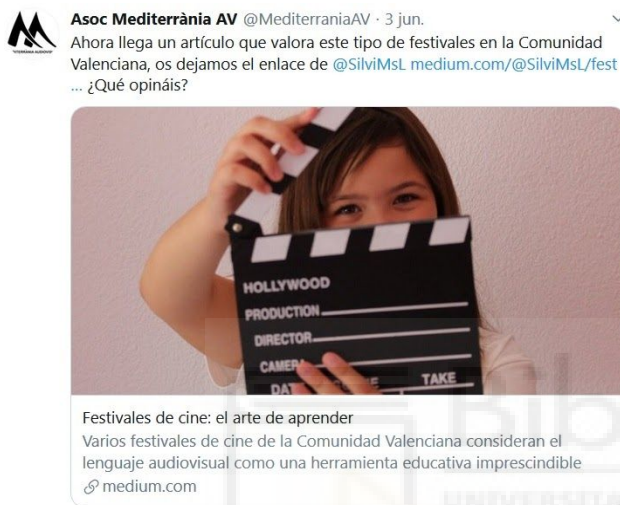 Asoc Mediterrània AV @MediterraniaAV · 3 jun.
Ahora llega un artículo que valora este tipo de festivales en la Comunidad
Valenciana, os dejamos el enlace de @SilviMsL medium.com/@SilviMsL/fest
... ¿Qué opináis?
HOLLYWOOD
PRODUCTION
DIRECTOR
CAMERA
TAKE
Festivales de cine: el arte de aprender
Varios festivales de cine de la Comunidad Valenciana consideran el
lenguaje audiovisual como una herramienta educativa imprescindible
medium.com